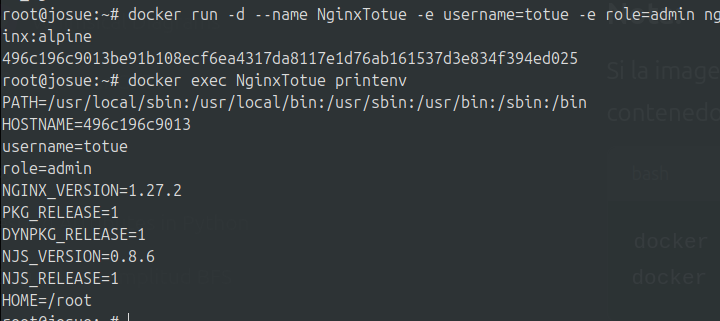 root@josue:~# docker run -d --name NginxTotue -e username=totue -e role=admin ng
inx:alpine
496c196c9013be91b108ecf6ea4317da8117e1d76ab161537d3e834f394ed025
root@josue:~# docker exec NginxTotue printenv
PATH=/usr/local/sbin:/usr/local/bin:/usr/sbin:/usr/bin:/sbin:/bin
HOSTNAME=496c196c9013
username=totue
role=admin
NGINX_VERSION=1.27.2
PKG_RELEASE=1
DYNPKG_RELEASE=1
NJS_VERSION=0.8.6
NJS_RELEASE=1
HOME=/root
root@josue:~#
Si la image
contenedo
bash
docker
docker